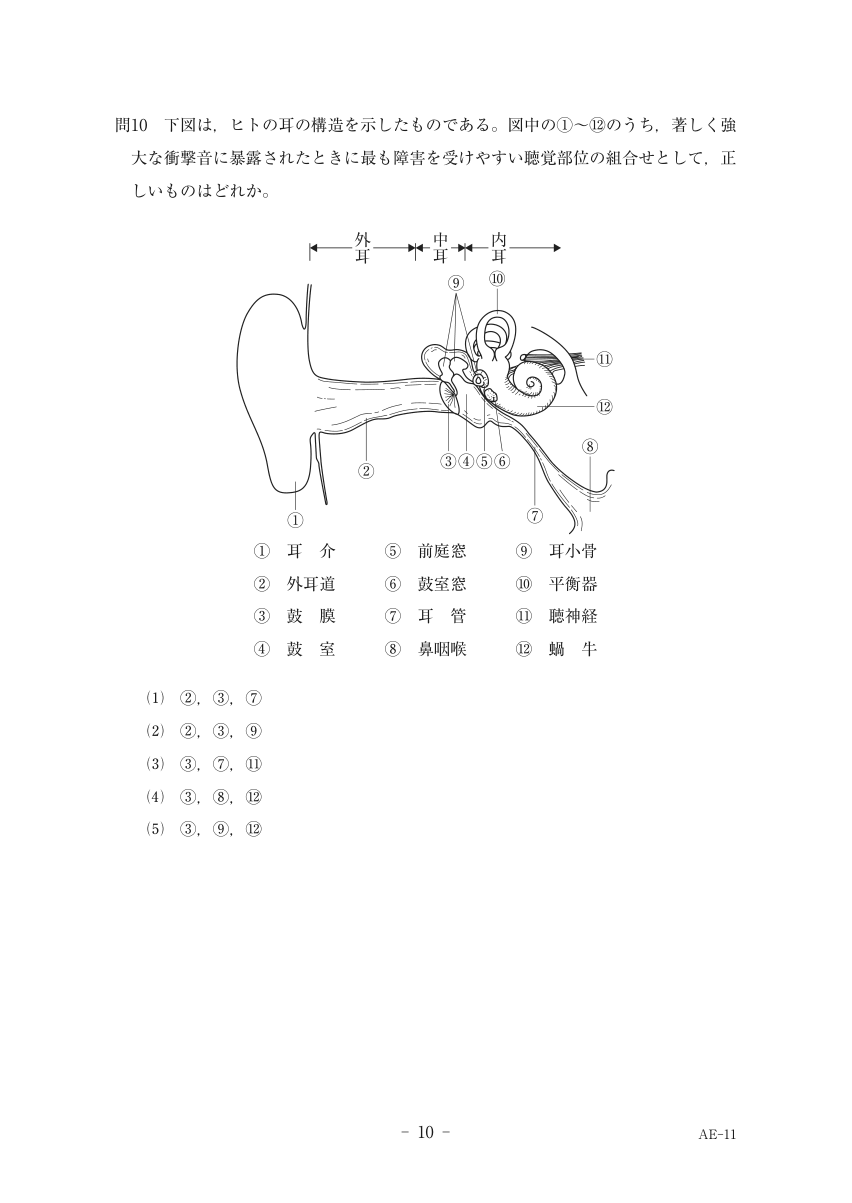 問10　下図は，ヒトの耳の構造を示したものである。図中の①～⑫のうち，著しく強
大な衝撃音に暴露されたときに最も障害を受けやすい聴覚部位の組合せとして，正
しいものはどれか。
外耳　中耳　内耳
⑨　⑩
⑪
⑫
⑧
②　③　④　⑤　⑥
①　⑦
①　耳　介　⑤　前庭窓　⑨　耳小骨
②　外耳道　⑥　鼓室窓　⑩　平衡器
③　鼓　膜　⑦　耳　管　⑪　聴神経
④　鼓　室　⑧　鼻咽喉　⑫　蝸　牛
(1)　②，③，⑦
(2)　②，③，⑨
(3)　③，⑦，⑪
(4)　③，⑧，⑫
(5)　③，⑨，⑫
- 10 -
AE-11